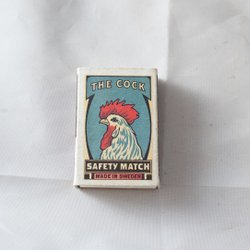 THE COCK
SAFETY MATCH
MADE IN SWEDEN